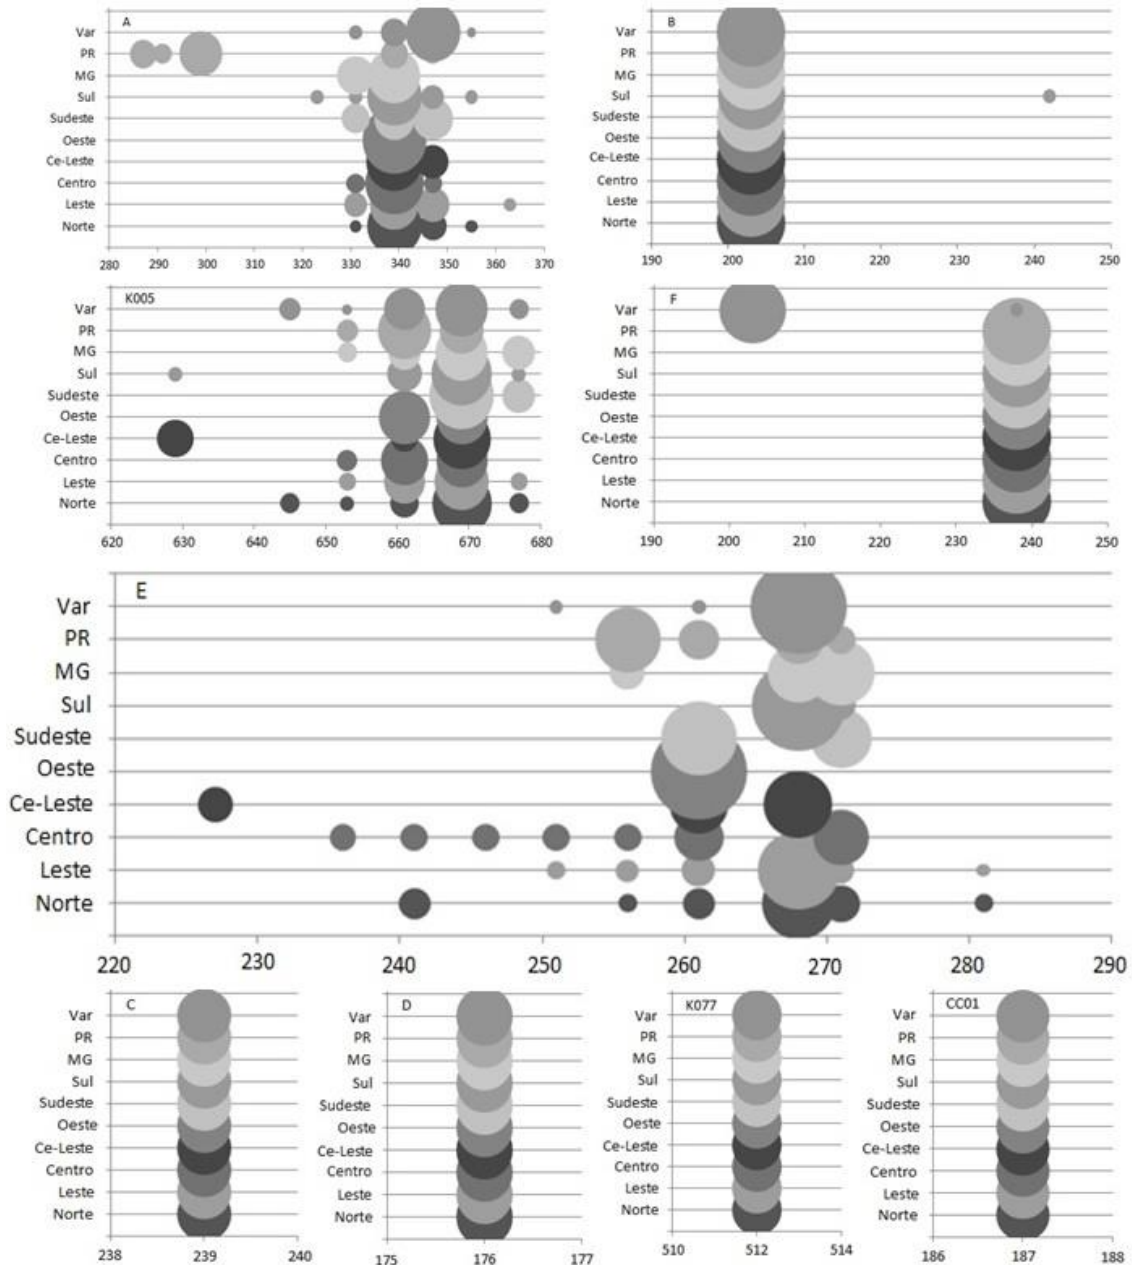 A
Var
PR
MG
Sul
Sudeste
Oeste
Ce-Leste
Centro
Leste
Norte
280 290 300 310 320 330 340 350 360 370
B
Var
PR
MG
Sul
Sudeste
Oeste
Ce-Leste
Centro
Leste
Norte
190 200 210 220 230 240 250
K005
Var
PR
MG
Sul
Sudeste
Oeste
Ce-Leste
Centro
Leste
Norte
620 630 640 650 660 670 680
F
Var
PR
MG
Sul
Sudeste
Oeste
Ce-Leste
Centro
Leste
Norte
190 200 210 220 230 240 250
E
Var
PR
MG
Sul
Sudeste
Oeste
Ce-Leste
Centro
Leste
Norte
220 230 240 250 260 270 280 290
C
Var
PR
MG
Sul
Sudeste
Oeste
Ce-Leste
Centro
Leste
Norte
238 239 240
D
Var
PR
MG
Sul
Sudeste
Oeste
Ce-Leste
Centro
Leste
Norte
175 176 177
K077
Var
PR
MG
Sul
Sudeste
Oeste
Ce-Leste
Centro
Leste
Norte
510 512 514
CC01
Var
PR
MG
Sul
Sudeste
Oeste
Ce-Leste
Centro
Leste
Norte
186 187 188